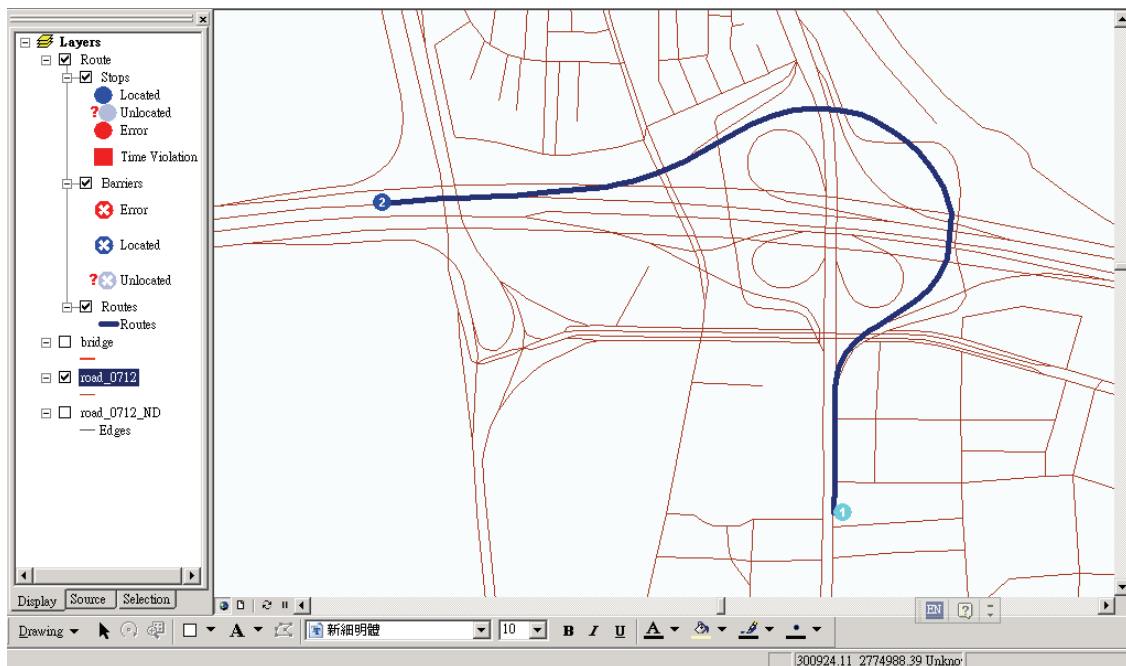 Layers
Route
Stops
Located
? Unlocated
Error
Time Violation
Barriers
Error
Located
? Unlocated
Routes
Routes
bridge
road_0712
road_0712_ND
Edges
2
1
Display Source Selection
EN ?
Drawing A 新細明體 10 B I U A
300924.11 2774988.39 Unkno